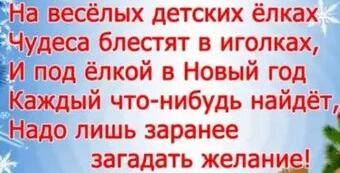 На весёлых детских ёлках
Чудеса блестят в иголках,
И под ёлкой в Новый год
Каждый что-нибудь найдёт,
Надо лишь заранее
загадать желание!